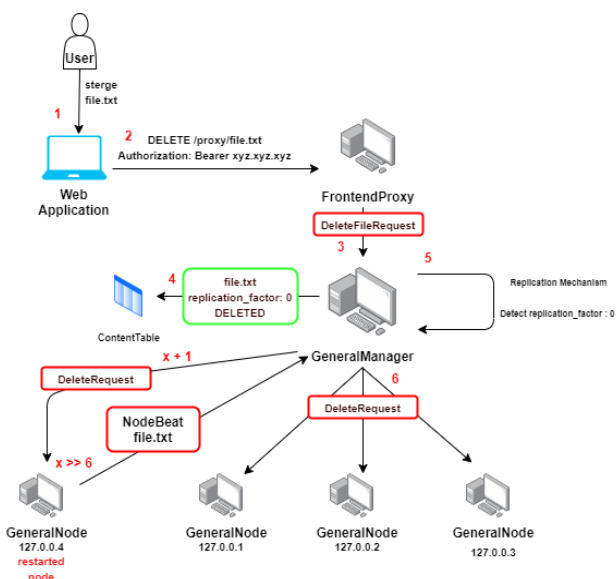 User
sterge
file.txt
1
2
DELETE /proxy/file.txt
Authorization: Bearer xyz.xyz.xyz
Web
Application
FrontendProxy
DeleteFileRequest
3
5
4
file.txt
replication_factor: 0
DELETED
Replication Mechanism
Detect replication_factor : 0
ContentTable
GeneralManager
x + 1
DeleteRequest
6
DeleteRequest
NodeBeat
file.txt
x >> 6
GeneralNode
127.0.0.4
restarted
node
GeneralNode
127.0.0.1
GeneralNode
127.0.0.2
GeneralNode
127.0.0.3